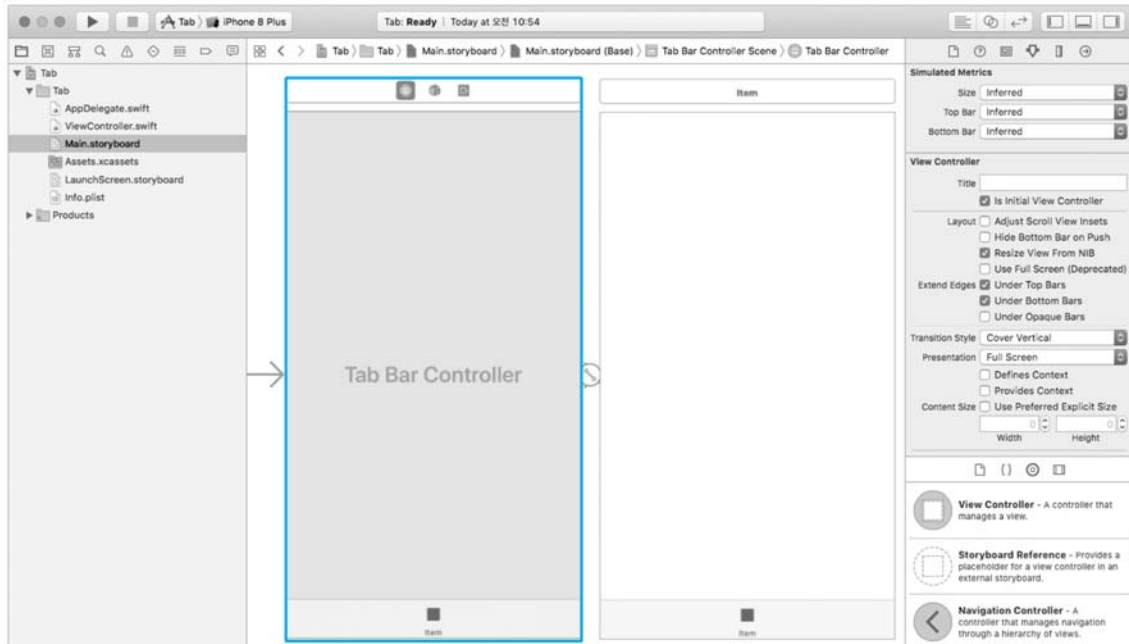 Tab
iPhone 8 Plus
Tab: Ready | Today at 오전 10:54
Tab
Tab
Main.storyboard
Main.storyboard (Base)
Tab Bar Controller Scene
Tab Bar Controller
Tab
Tab
AppDelegate.swift
ViewController.swift
Main.storyboard
Assets.xcassets
LaunchScreen.storyboard
Info.plist
Products
Tab Bar Controller
Item
Item
Item
Simulated Metrics
Size Inferred
Top Bar Inferred
Bottom Bar Inferred
View Controller
Title
Is Initial View Controller
Layout Adjust Scroll View Insets
Hide Bottom Bar on Push
Resize View From NIB
Use Full Screen (Deprecated)
Extend Edges Under Top Bars
Under Bottom Bars
Under Opaque Bars
Transition Style Cover Vertical
Presentation Full Screen
Defines Context
Provides Context
Content Size Use Preferred Explicit Size
0 0
Width Height
View Controller - A controller that
manages a view.
Storyboard Reference - Provides a
placeholder for a view controller in an
external storyboard.
Navigation Controller - A
controller that manages navigation
through a hierarchy of views.